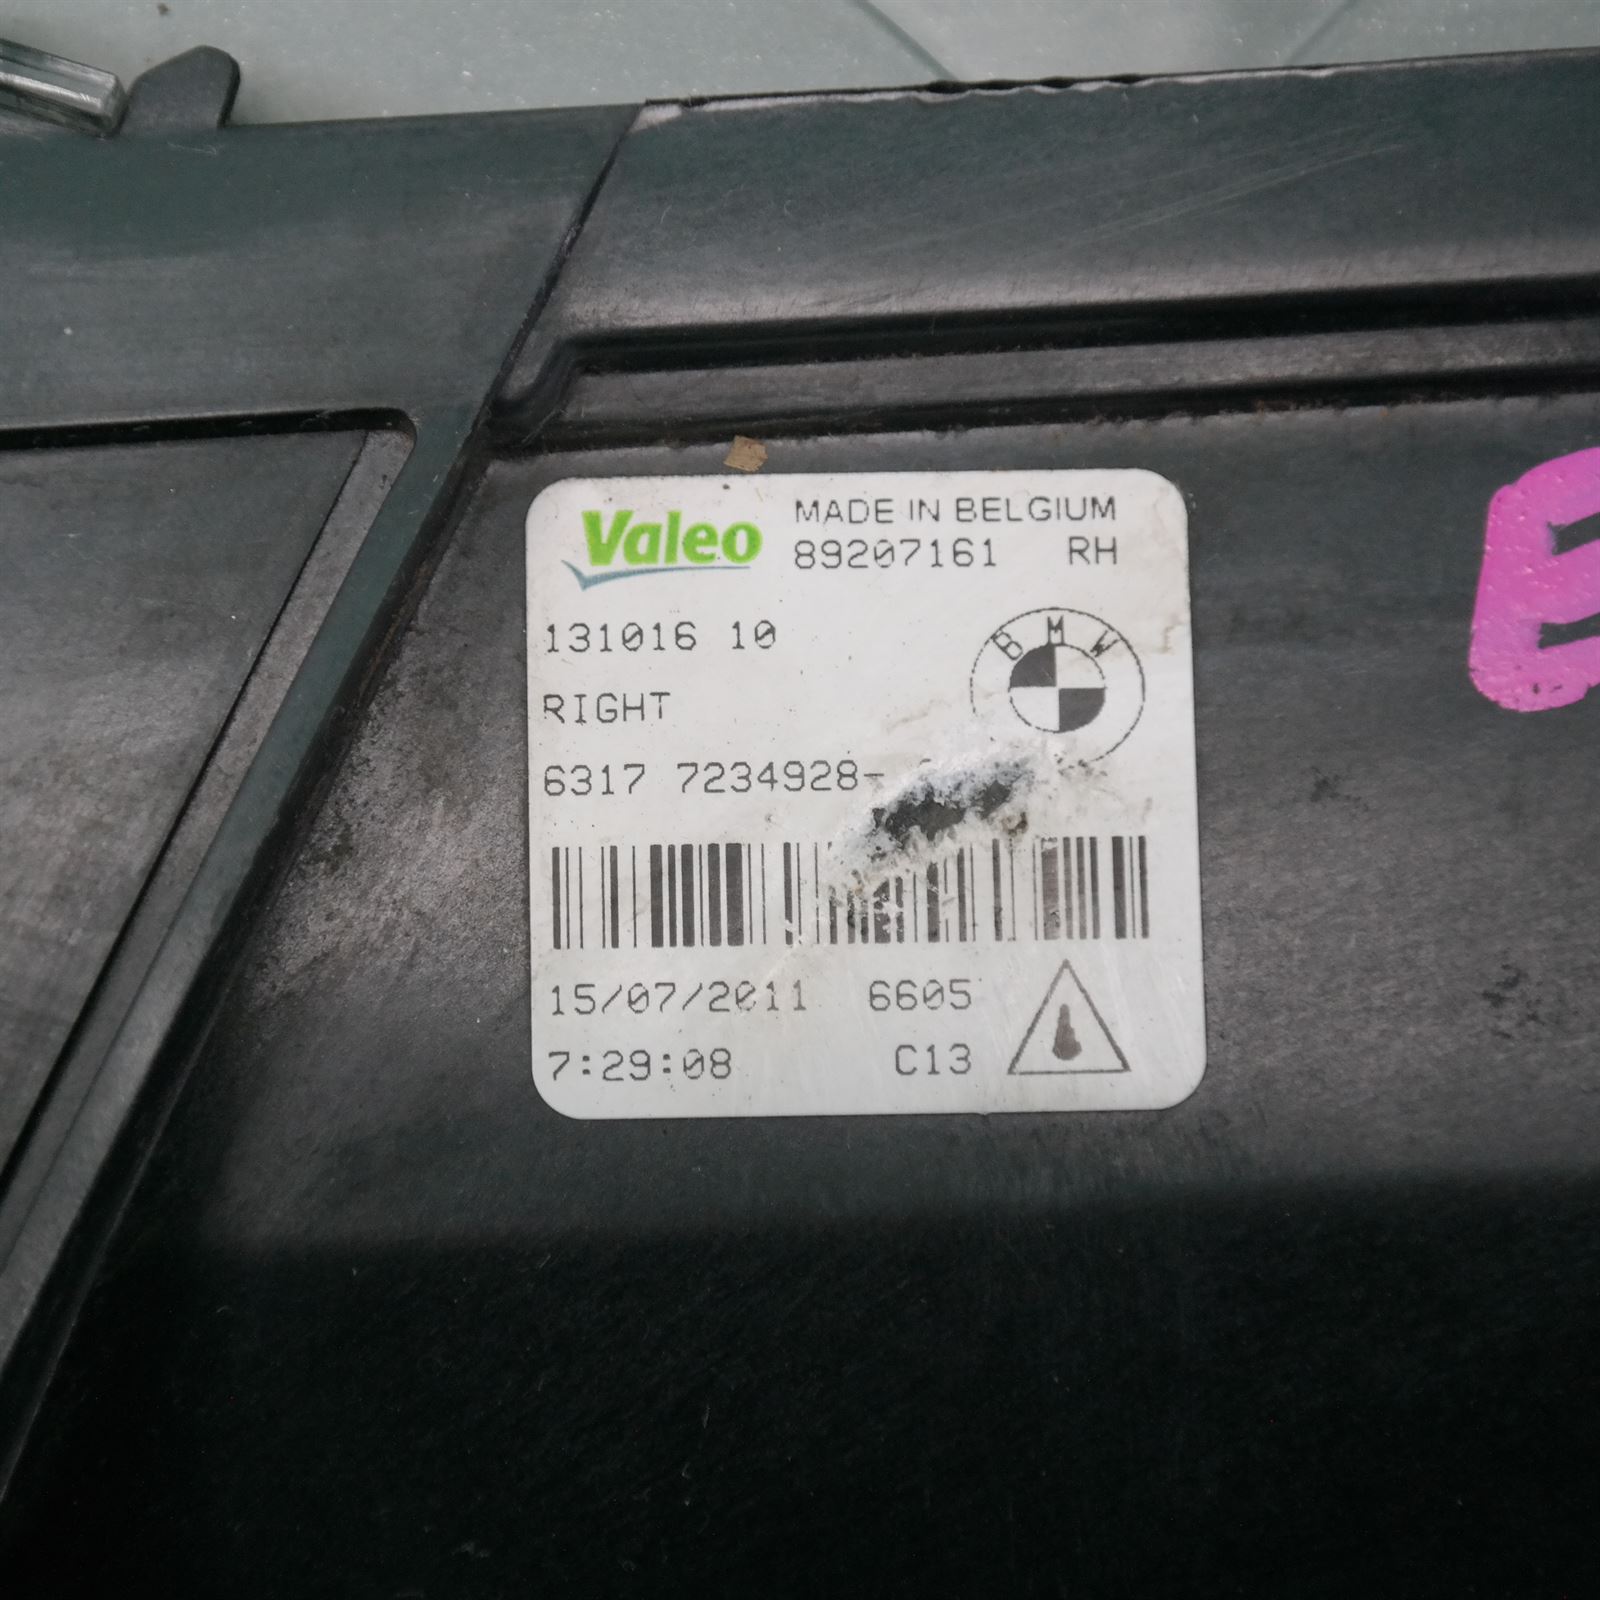 Valeo MADE IN BELGIUM
89207161 RH
131016 10
BMW
RIGHT
6317 7234928-
15/07/2011 6605
7:29:08 C13